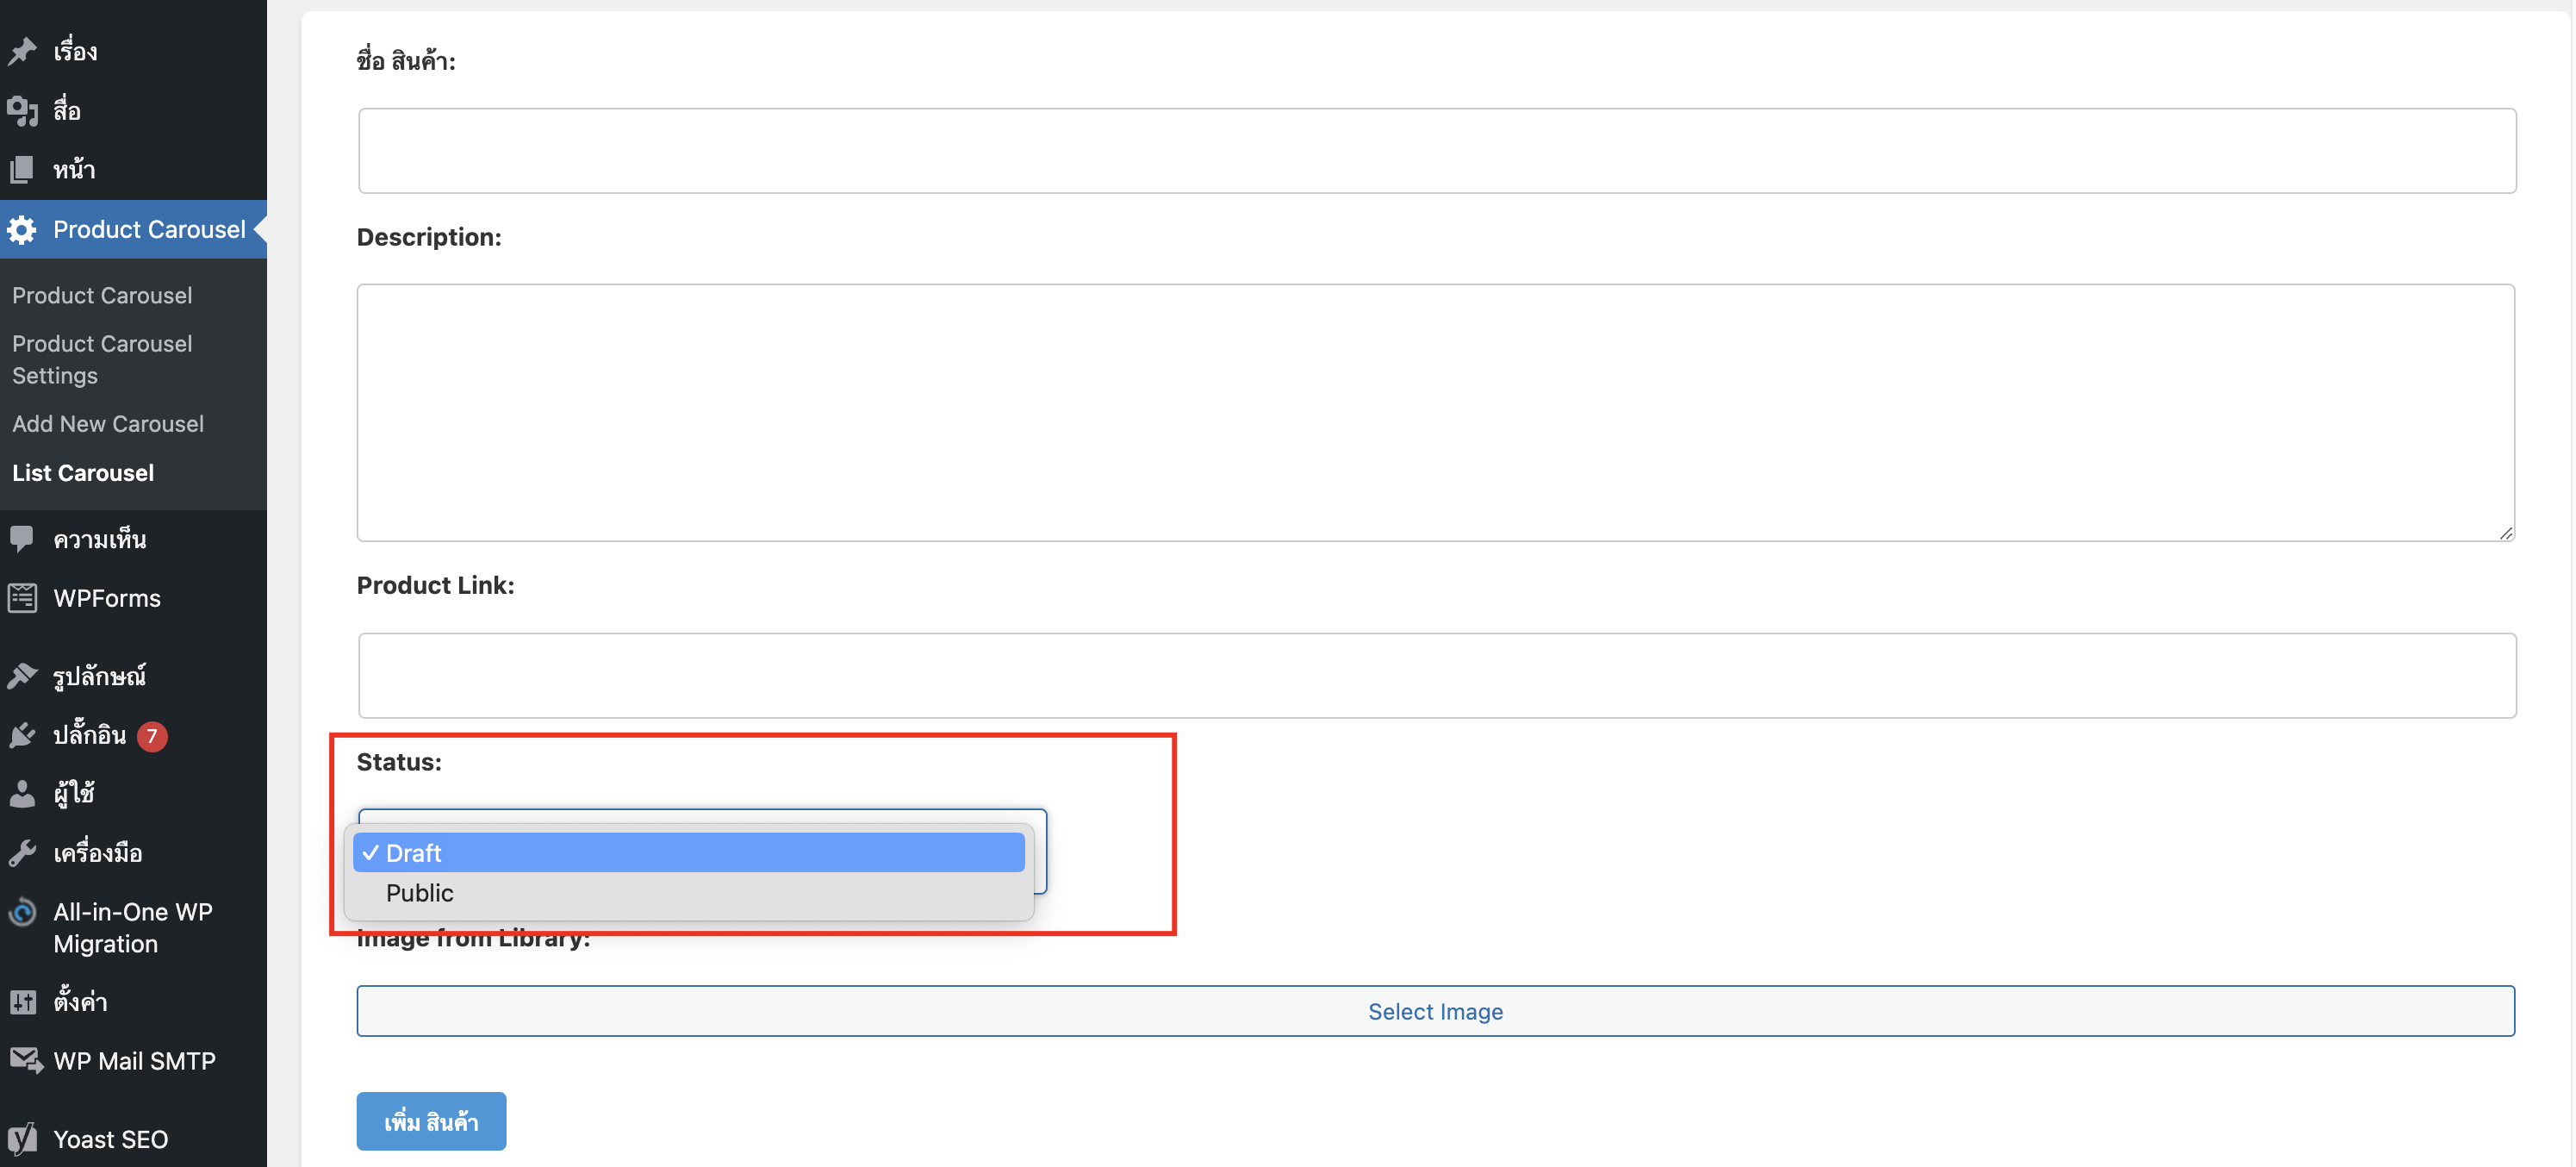 เรื่อง
สื่อ
หน้า
Product Carousel
Product Carousel
Product Carousel
Settings
Add New Carousel
List Carousel
ความเห็น
WPForms
รูปลักษณ์
ปลั๊กอิน 7
ผู้ใช้
เครื่องมือ
All-in-One WP
Migration
ตั้งค่า
WP Mail SMTP
Yoast SEO
ชื่อ สินค้า:
Description:
Product Link:
Status:
✓ Draft
Public
Image from Library:
Select Image
เพิ่ม สินค้า